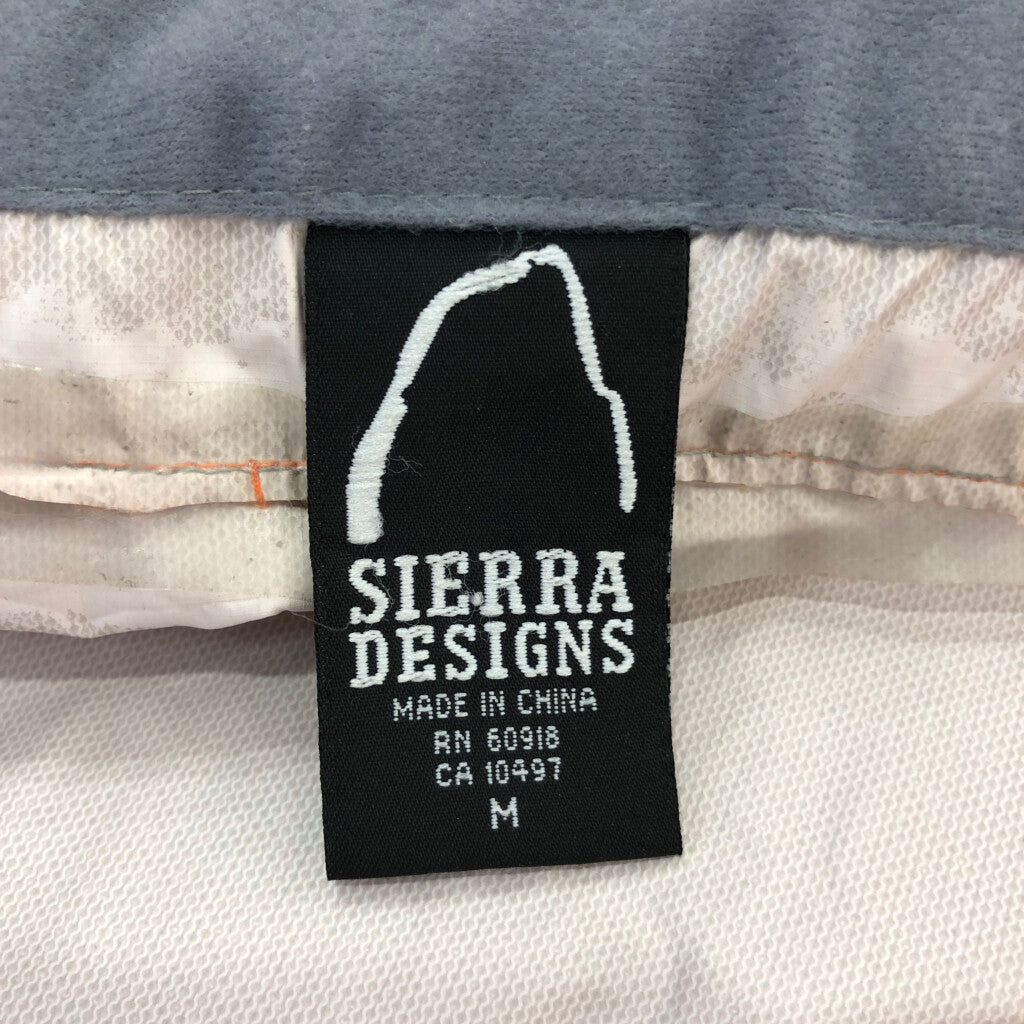 SIERRA
DESIGNS
MADE IN CHINA
RN 60918
CA 10497
M